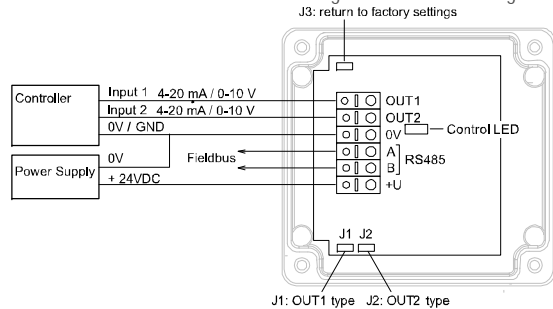 J3: return to factory settings
Controller
Input 1 4-20 mA / 0-10 V
Input 2 4-20 mA / 0-10 V
0V / GND
Power Supply
0V
+ 24VDC
Fieldbus
OUT1
OUT2
0V
A
B
RS485
+U
Control LED
J1 J2
J1: OUT1 type J2: OUT2 type